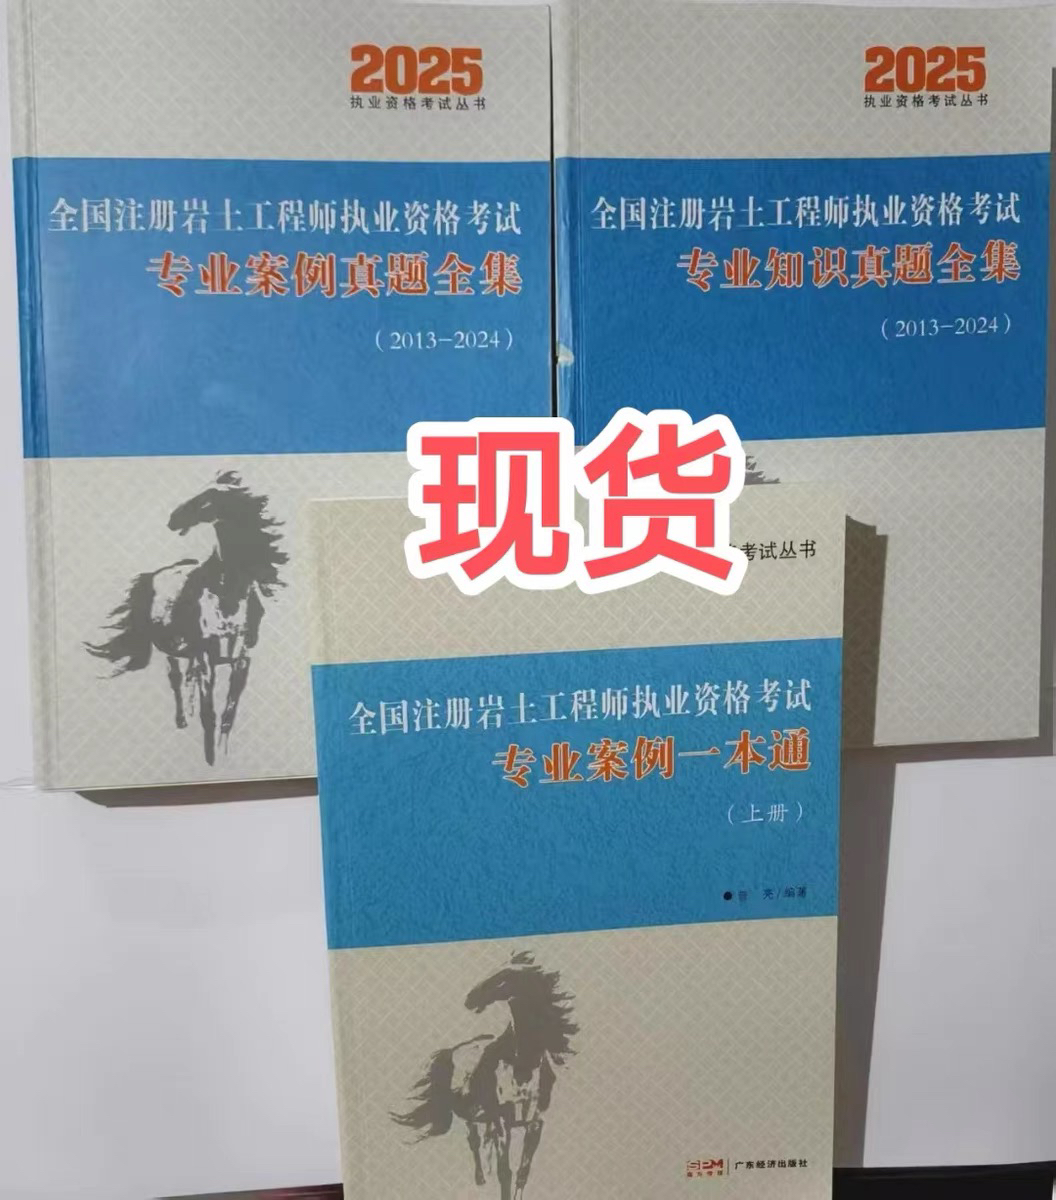 2025
执业资格考试丛书
全国注册岩土工程师执业资格考试
专业案例真题全集
(2013-2024)
2025
执业资格考试丛书
全国注册岩土工程师执业资格考试
专业知识真题全集
(2013-2024)
现货
考试丛书
全国注册岩土工程师执业资格考试
专业案例一本通
(上册)
亮/编著
SPM
广东经济出版社